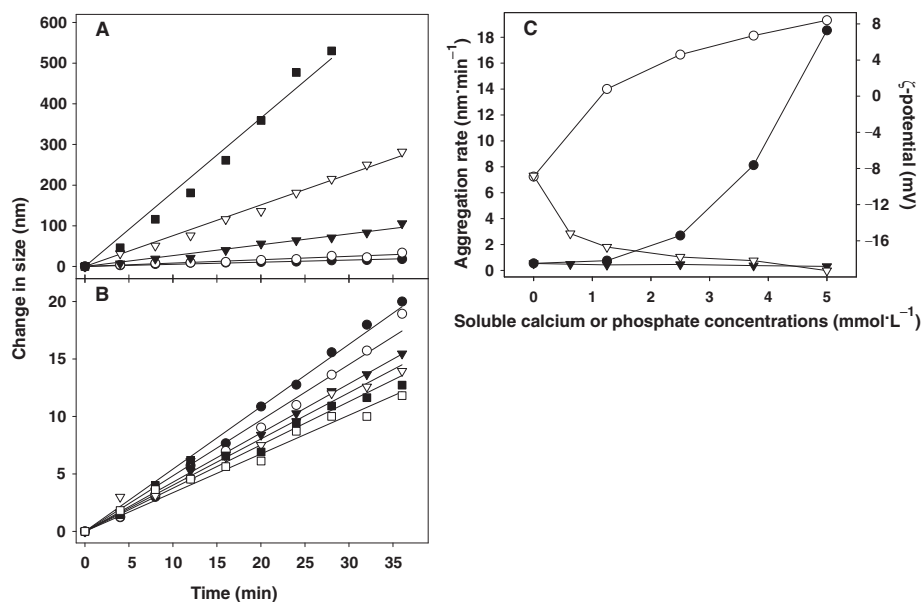 A
600
500
400
300
200
100
0
B
20
15
10
5
0
Change in size (nm)
0 5 10 15 20 25 30 35
Time (min)
C
18
16
14
12
10
8
6
4
2
0
Aggregation rate (nm·min⁻¹)
8
4
0
−4
−8
−12
−16
ζ-potential (mV)
0 1 2 3 4 5
Soluble calcium or phosphate concentrations (mmol·L⁻¹)